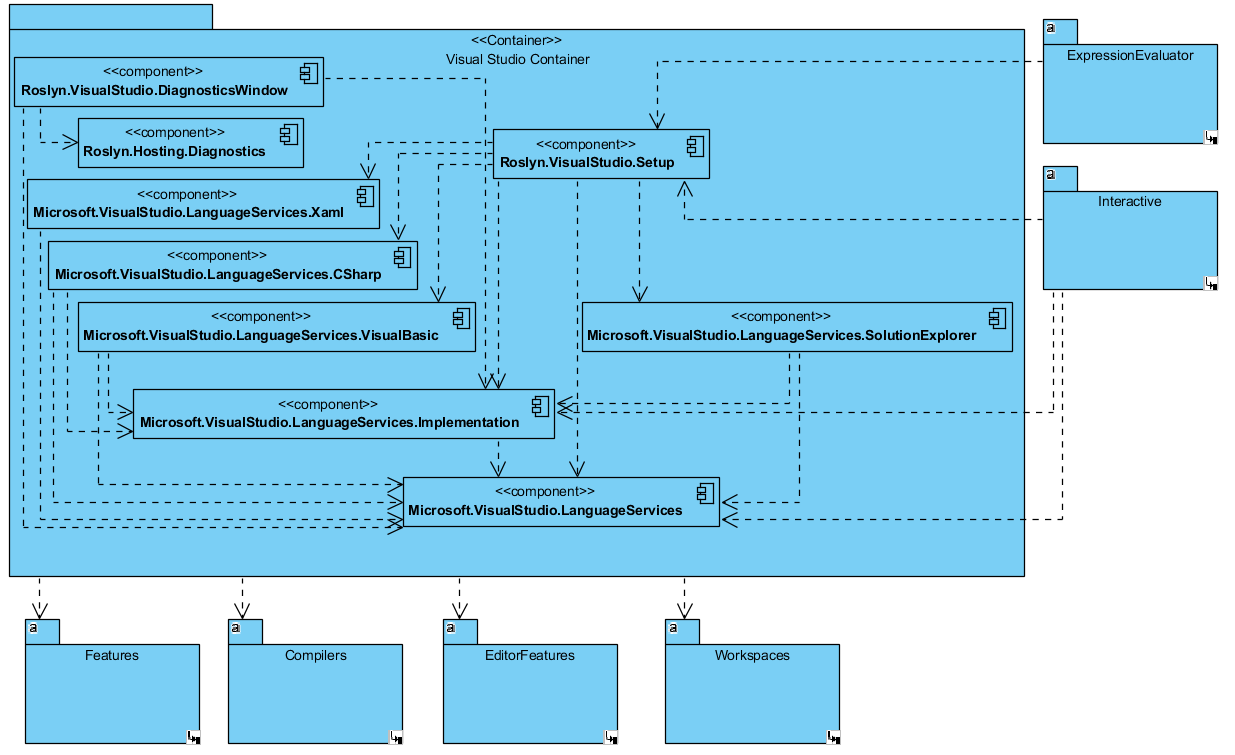 <<Container>>
Visual Studio Container
<<component>>
Roslyn.VisualStudio.DiagnosticsWindow
<<component>>
Roslyn.Hosting.Diagnostics
<<component>>
Roslyn.VisualStudio.Setup
<<component>>
Microsoft.VisualStudio.LanguageServices.Xaml
<<component>>
Microsoft.VisualStudio.LanguageServices.CSharp
<<component>>
Microsoft.VisualStudio.LanguageServices.VisualBasic
<<component>>
Microsoft.VisualStudio.LanguageServices.SolutionExplorer
<<component>>
Microsoft.VisualStudio.LanguageServices.Implementation
<<component>>
Microsoft.VisualStudio.LanguageServices
a
ExpressionEvaluator
a
Interactive
a
Features
a
Compilers
a
EditorFeatures
a
Workspaces